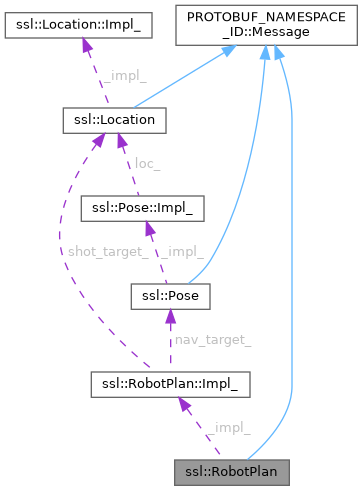 ssl::Location::Impl_
PROTOBUF_NAMESPACE
_ID::Message
_impl_
ssl::Location
loc_
ssl::Pose::Impl_
shot_target_
_impl_
ssl::Pose
nav_target_
ssl::RobotPlan::Impl_
_impl_
ssl::RobotPlan